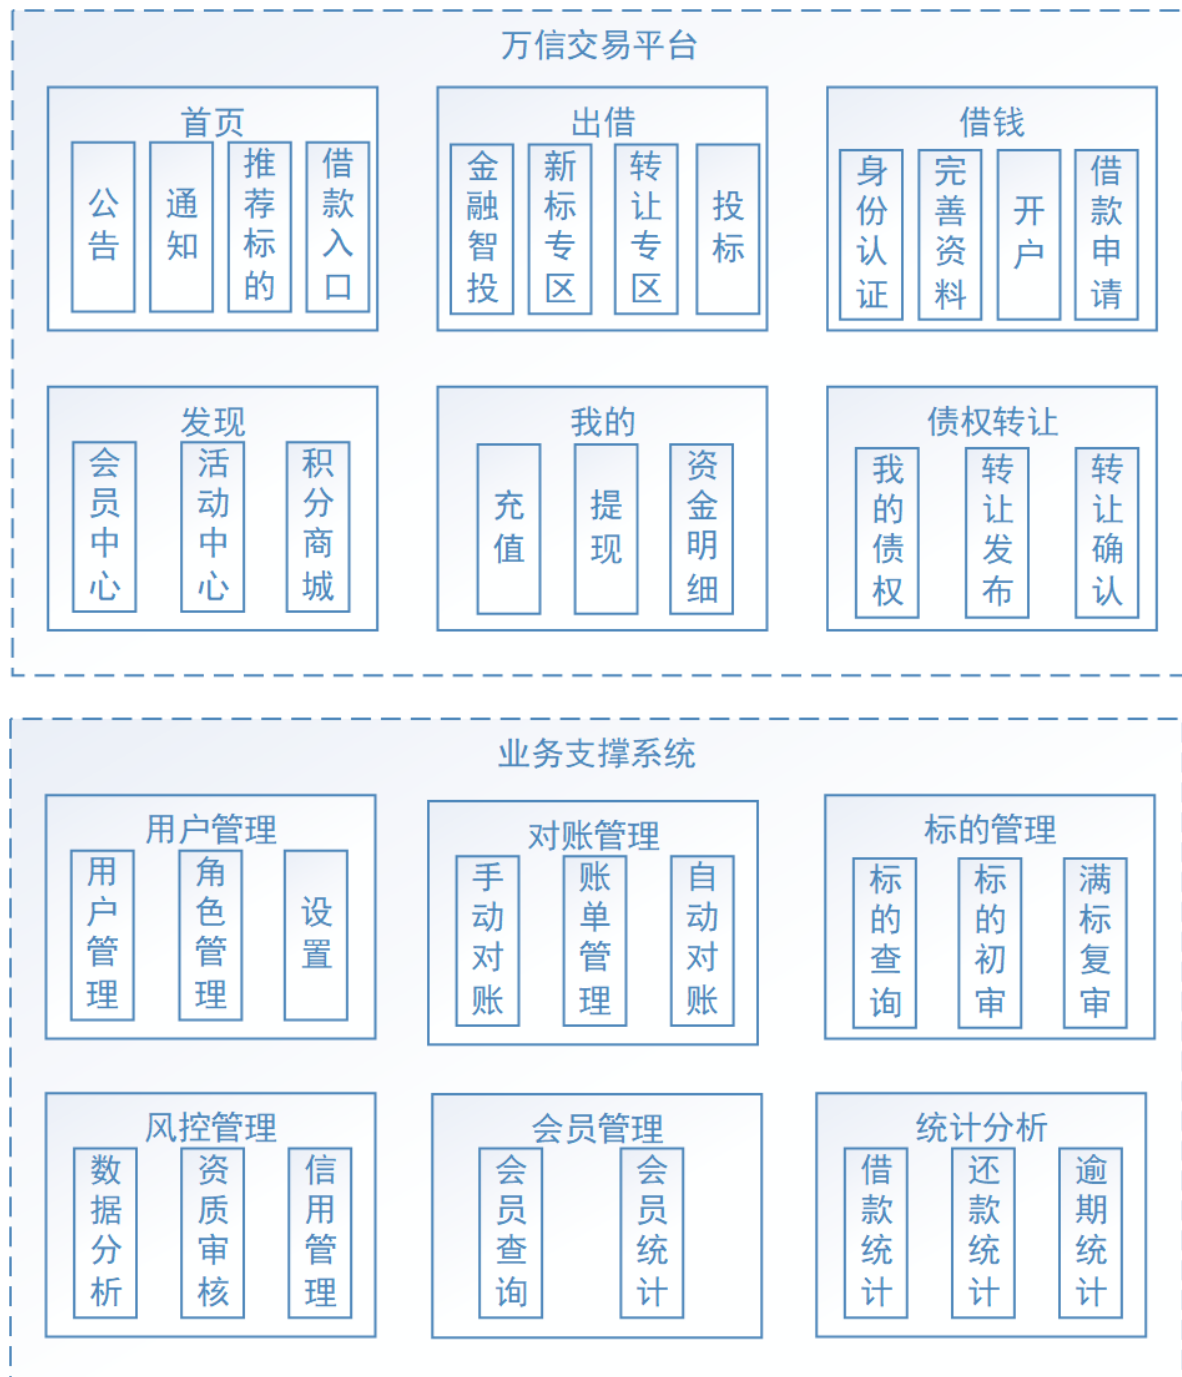 万信交易平台
首页
公告
通知
推荐标的
借款入口
出借
金融智投
新标专区
转让专区
投标
借钱
身份认证
完善资料
开户
借款申请
发现
会员中心
活动中心
积分商城
我的
充值
提现
资金明细
债权转让
我的债权
转让发布
转让确认
业务支撑系统
用户管理
用户管理
角色管理
设置
对账管理
手动对账
账单管理
自动对账
标的管理
标的查询
标的初审
满标复审
风控管理
数据分析
资质审核
信用管理
会员管理
会员查询
会员统计
统计分析
借款统计
还款统计
逾期统计